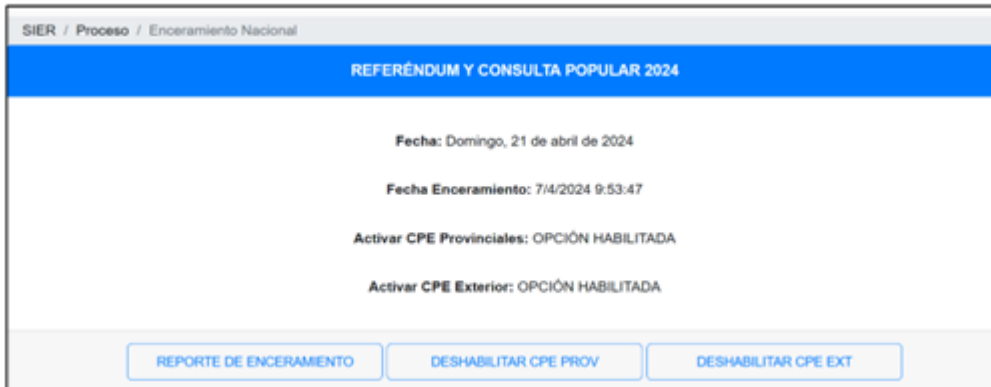 SIER / Proceso / Enceramiento Nacional
REFERÉNDUM Y CONSULTA POPULAR 2024
Fecha: Domingo, 21 de abril de 2024
Fecha Enceramiento: 7/4/2024 9:53:47
Activar CPE Provinciales: OPCIÓN HABILITADA
Activar CPE Exterior: OPCIÓN HABILITADA
REPORTE DE ENCERAMIENTO DESHABILITAR CPE PROV DESHABILITAR CPE EXT